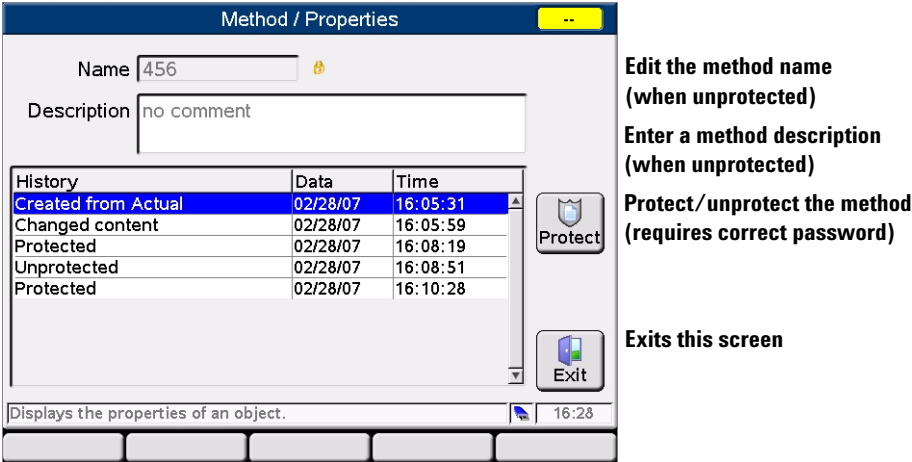 Method / Properties
--
Name 456
Description no comment
History Data Time
Created from Actual 02/28/07 16:05:31
Changed content 02/28/07 16:05:59
Protected 02/28/07 16:08:19
Unprotected 02/28/07 16:08:51
Protected 02/28/07 16:10:28
Protect
Exit
Displays the properties of an object. 16:28
Edit the method name
(when unprotected)
Enter a method description
(when unprotected)
Protect/unprotect the method
(requires correct password)
Exits this screen